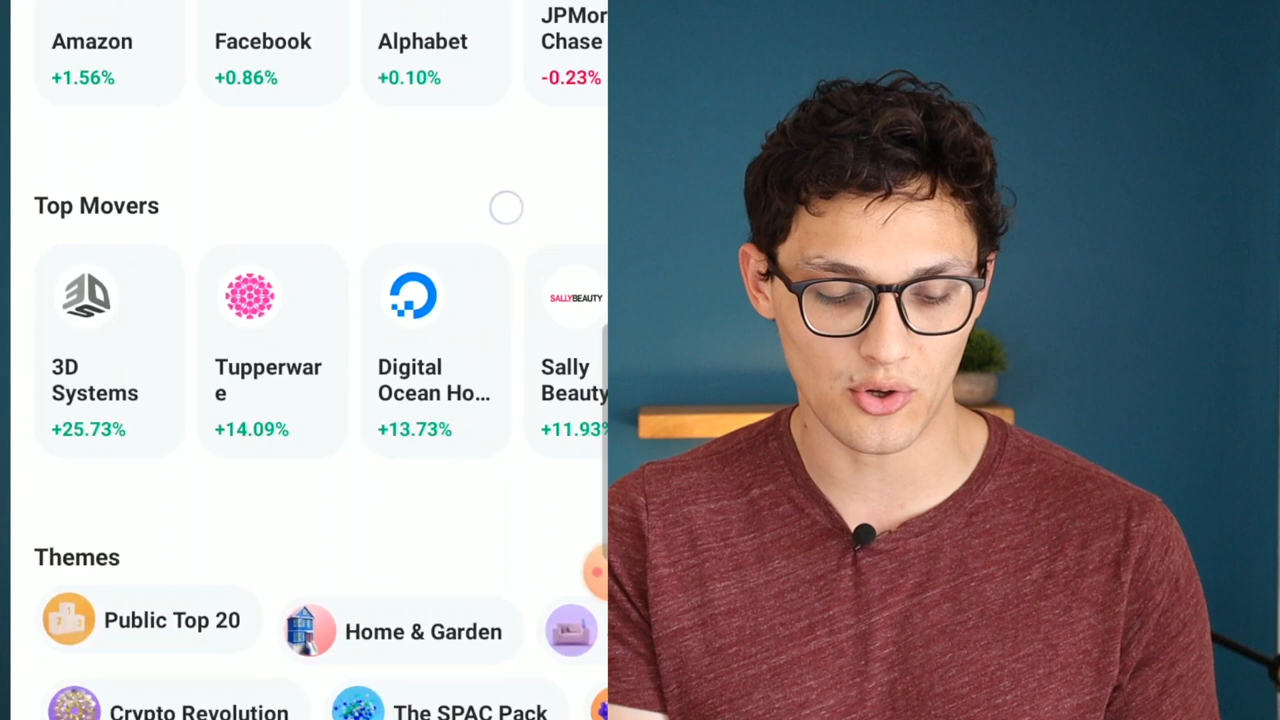 Amazon
+1.56%
Facebook
+0.86%
Alphabet
+0.10%
JPMor
Chase
-0.23%
Top Movers
3D
Systems
+25.73%
Tupperwar
e
+14.09%
Digital
Ocean Ho...
+13.73%
SALLYBEAUTY
Sally
Beauty
+11.93%
Themes
Public Top 20
Home & Garden
Crypto Revolution
The SPAC Pack